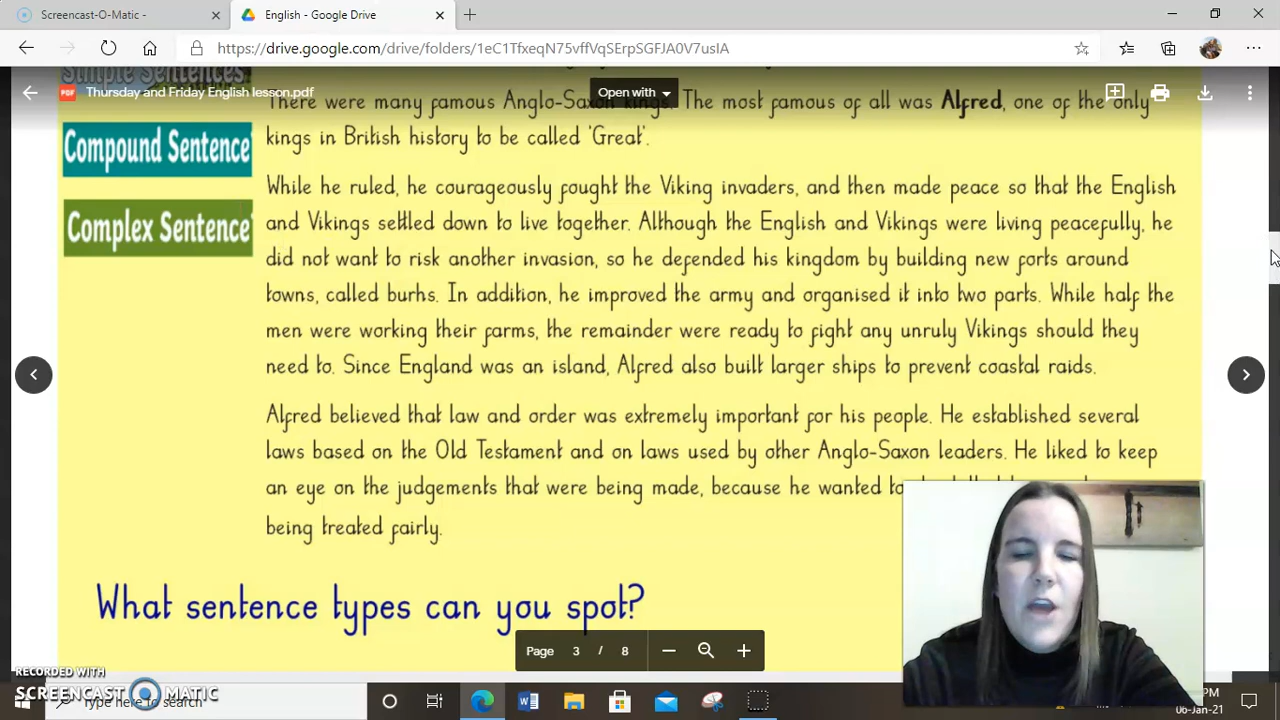 Screencast-O-Matic -
English - Google Drive
https://drive.google.com/drive/folders/1eC1TfxeqN75vffVqSErpSGFJA0V7usIA
Simple Sentences
Thursday and Friday English lesson.pdf
Open with
There were many famous Anglo-Saxon kings. The most famous of all was Alfred, one of the only
kings in British history to be called 'Great'.
Compound Sentence
Complex Sentence
While he ruled, he courageously fought the Viking invaders, and then made peace so that the English
and Vikings settled down to live together. Although the English and Vikings were living peacefully, he
did not want to risk another invasion, so he defended his kingdom by building new forts around
towns, called burhs. In addition, he improved the army and organised it into two parts. While half the
men were working their farms, the remainder were ready to fight any unruly Vikings should they
need to. Since England was an island, Alfred also built larger ships to prevent coastal raids.
Alfred believed that law and order was extremely important for his people. He established several
laws based on the Old Testament and on laws used by other Anglo-Saxon leaders. He liked to keep
an eye on the judgements that were being made, because he wanted to
being treated fairly.
What sentence types can you spot?
Page 3 / 8
RECORDED WITH
SCREENCAST MATIC
Type here to search
PM
06-Jan-21